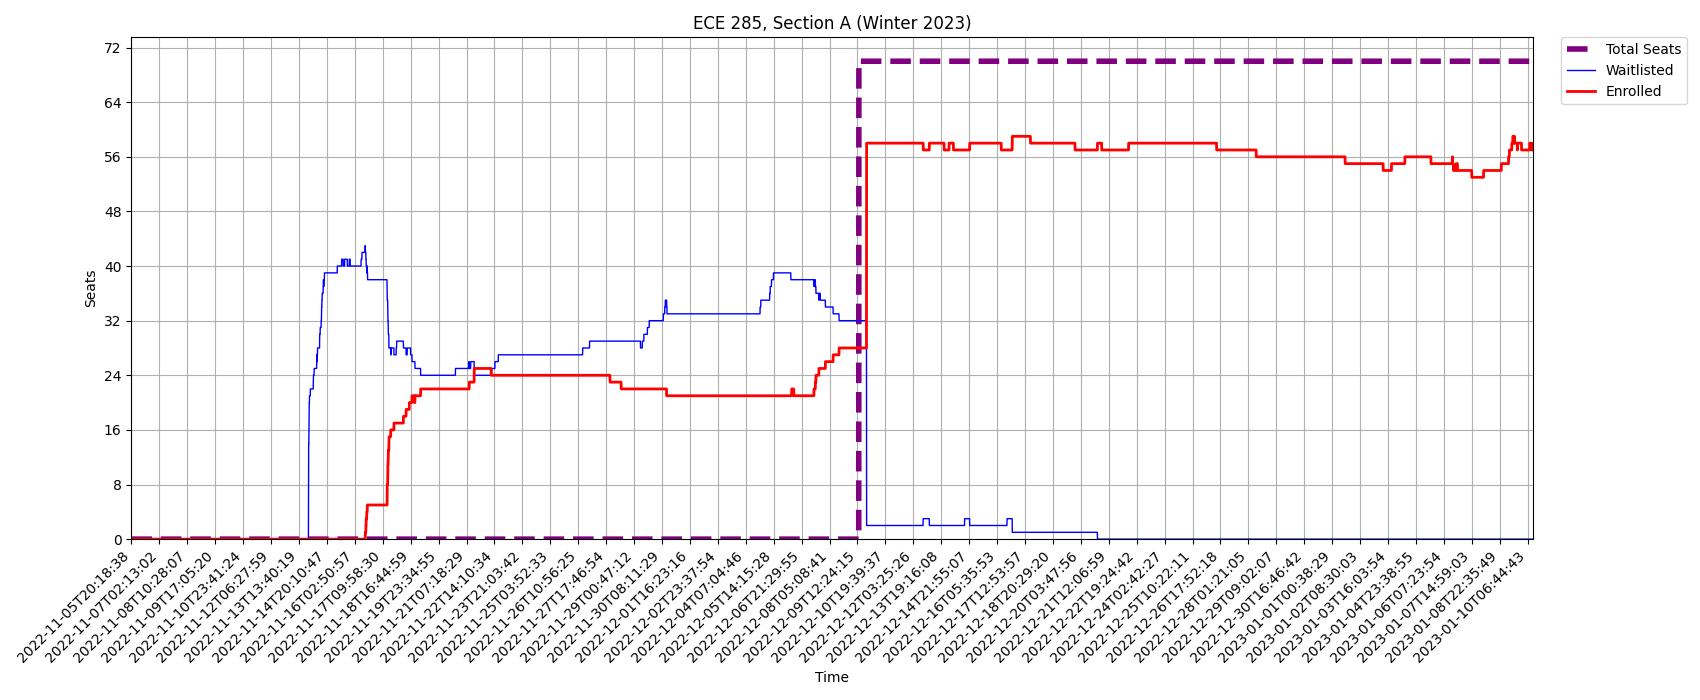 ECE 285, Section A (Winter 2023)
Total Seats
Waitlisted
Enrolled
Seats
72
64
56
48
40
32
24
16
8
0
2022-11-05T20:18:38
2022-11-07T02:13:02
2022-11-08T10:28:07
2022-11-09T17:05:20
2022-11-10T23:41:24
2022-11-12T06:27:59
2022-11-13T13:40:19
2022-11-14T20:10:47
2022-11-16T02:50:57
2022-11-17T09:58:30
2022-11-18T16:44:59
2022-11-19T23:34:55
2022-11-21T07:18:29
2022-11-22T14:10:34
2022-11-23T21:03:42
2022-11-25T03:52:33
2022-11-26T10:56:25
2022-11-27T17:46:54
2022-11-29T00:47:12
2022-11-30T08:11:29
2022-12-01T16:23:16
2022-12-02T23:37:54
2022-12-04T07:04:46
2022-12-05T14:15:28
2022-12-06T21:29:55
2022-12-08T05:08:41
2022-12-09T12:24:15
2022-12-10T19:39:37
2022-12-12T03:25:26
2022-12-13T19:16:08
2022-12-14T21:55:07
2022-12-16T05:35:53
2022-12-17T12:53:57
2022-12-18T20:29:20
2022-12-20T03:47:56
2022-12-21T12:06:59
2022-12-22T19:24:42
2022-12-24T02:42:27
2022-12-25T10:22:11
2022-12-26T17:52:18
2022-12-28T01:21:05
2022-12-29T09:02:07
2022-12-30T16:46:42
2023-01-01T00:38:29
2023-01-02T08:30:03
2023-01-03T16:03:54
2023-01-04T23:38:55
2023-01-06T07:23:54
2023-01-07T14:59:03
2023-01-08T22:35:49
2023-01-10T06:44:43
Time